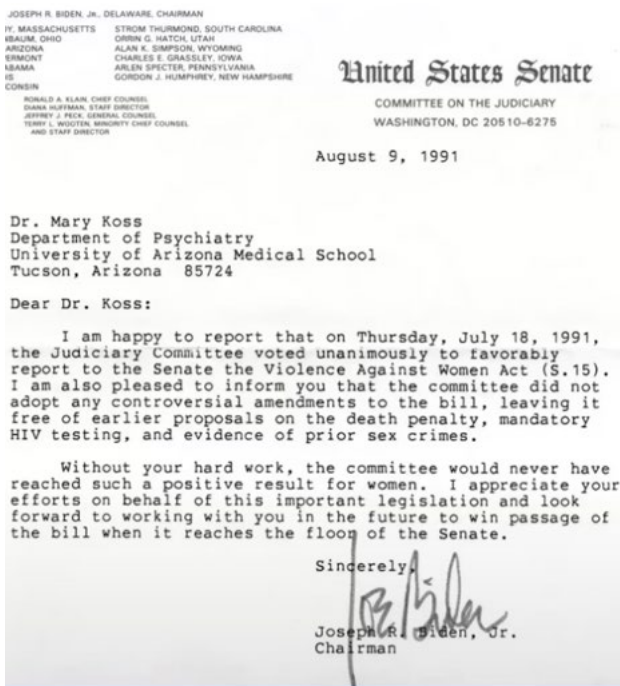 JOSEPH R. BIDEN, JR., DELAWARE, CHAIRMAN
MASSACHUSETTS STROM THURMOND, SOUTH CAROLINA
OHIO ORRIN G. HATCH, UTAH
ARIZONA ALAN K. SIMPSON, WYOMING
CHARLES E. GRASSLEY, IOWA
ARLEN SPECTER, PENNSYLVANIA
GORDON J. HUMPHREY, NEW HAMPSHIRE
RONALD A. KLAIN, CHIEF COUNSEL
DIANA HUFFMAN, STAFF DIRECTOR
JEFFREY J. PECK, GENERAL COUNSEL
TERRY L. WOOTEN, MINORITY CHIEF COUNSEL
AND STAFF DIRECTOR
United States Senate
COMMITTEE ON THE JUDICIARY
WASHINGTON, DC 20510-6275
August 9, 1991
Dr. Mary Koss
Department of Psychiatry
University of Arizona Medical School
Tucson, Arizona 85724
Dear Dr. Koss:
I am happy to report that on Thursday, July 18, 1991,
the Judiciary Committee voted unanimously to favorably
report to the Senate the Violence Against Women Act (S.15).
I am also pleased to inform you that the committee did not
adopt any controversial amendments to the bill, leaving it
free of earlier proposals on the death penalty, mandatory
HIV testing, and evidence of prior sex crimes.
Without your hard work, the committee would never have
reached such a positive result for women. I appreciate your
efforts on behalf of this important legislation and look
forward to working with you in the future to win passage of
the bill when it reaches the floor of the Senate.
Sincerely,
Joe Biden
Joseph R. Biden, Jr.
Chairman